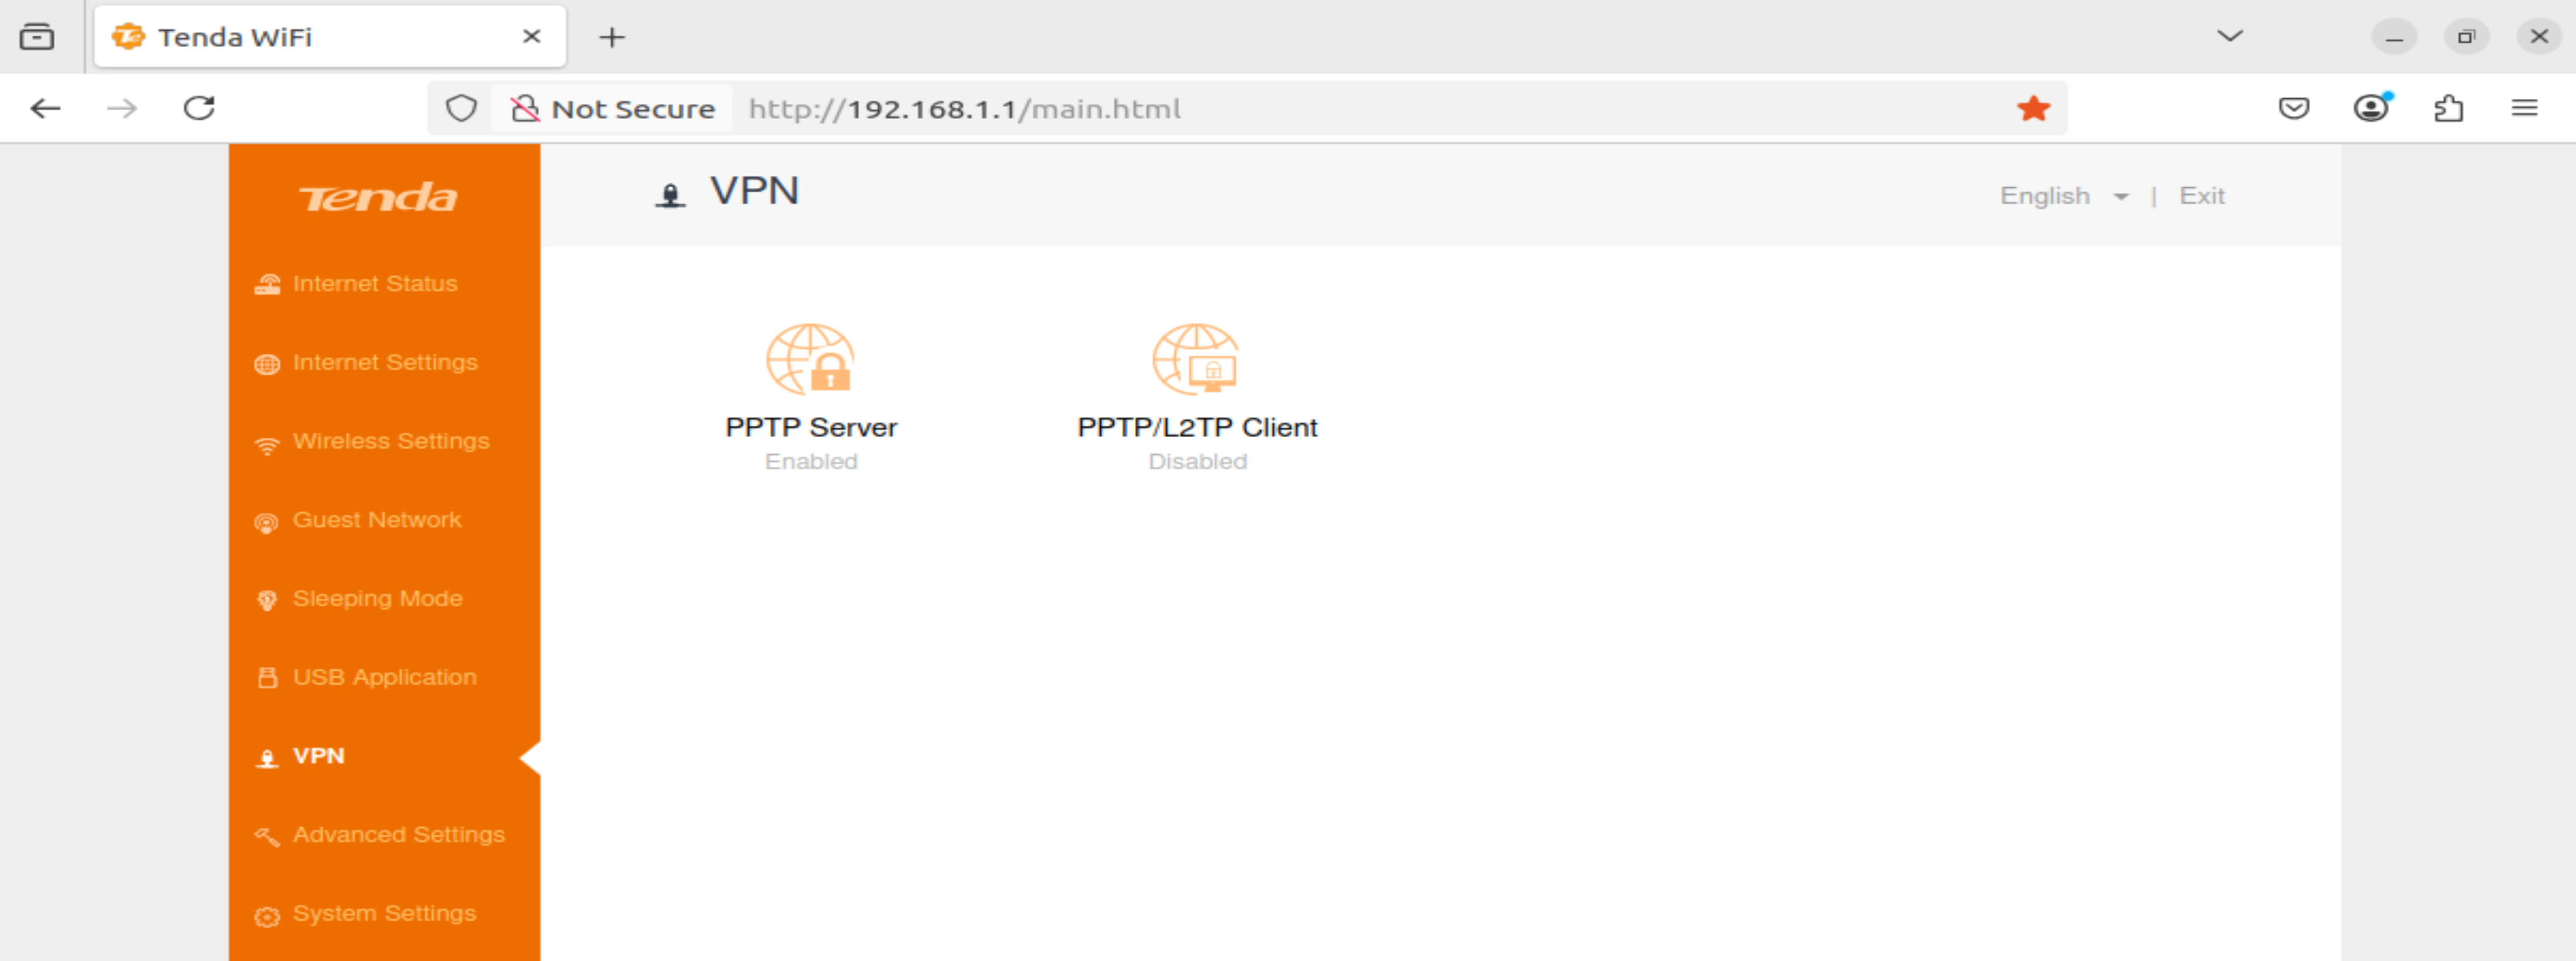 Tenda WiFi
Not Secure http://192.168.1.1/main.html
Tenda
VPN
English | Exit
Internet Status
Internet Settings
Wireless Settings
Guest Network
Sleeping Mode
USB Application
VPN
Advanced Settings
System Settings
PPTP Server
Enabled
PPTP/L2TP Client
Disabled